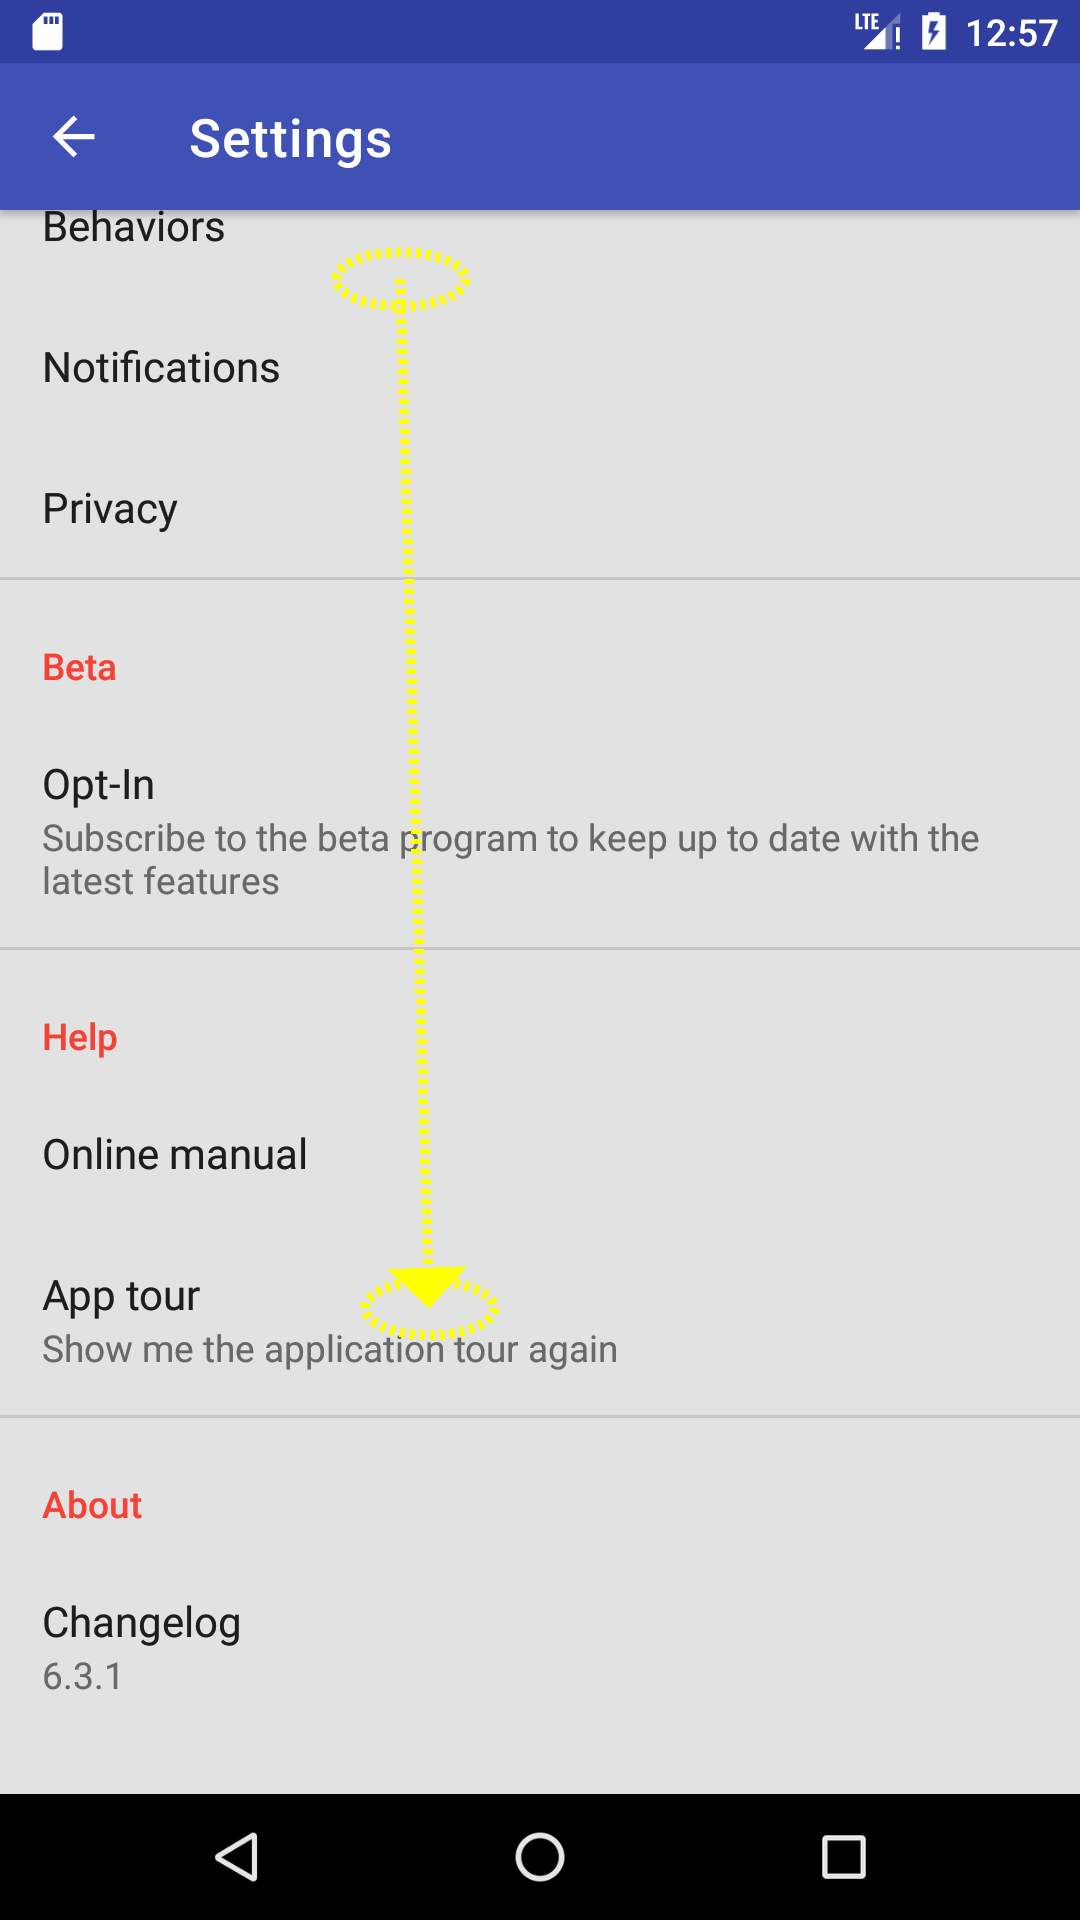 LTE 12:57
Settings
Behaviors
Notifications
Privacy
Beta
Opt-In
Subscribe to the beta program to keep up to date with the
latest features
Help
Online manual
App tour
Show me the application tour again
About
Changelog
6.3.1